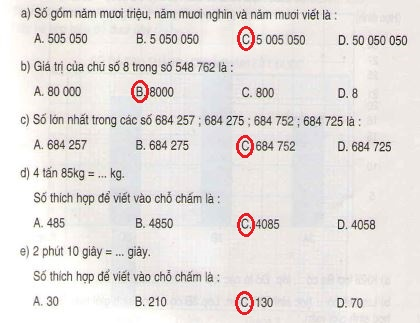 a) Số gồm năm mươi triệu, năm mươi nghìn và năm mươi viết là :
A. 505 050 B. 5 050 050 C. 5 005 050 D. 50 050 050
b) Giá trị của chữ số 8 trong số 548 762 là :
A. 80 000 B. 8000 C. 800 D. 8
c) Số lớn nhất trong các số 684 257 ; 684 275 ; 684 752 ; 684 725 là :
A. 684 257 B. 684 275 C. 684 752 D. 684 725
d) 4 tấn 85kg = ... kg.
Số thích hợp để viết vào chỗ chấm là :
A. 485 B. 4850 C. 4085 D. 4058
e) 2 phút 10 giây = ... giây.
Số thích hợp để viết vào chỗ chấm là :
A. 30 B. 210 C. 130 D. 70